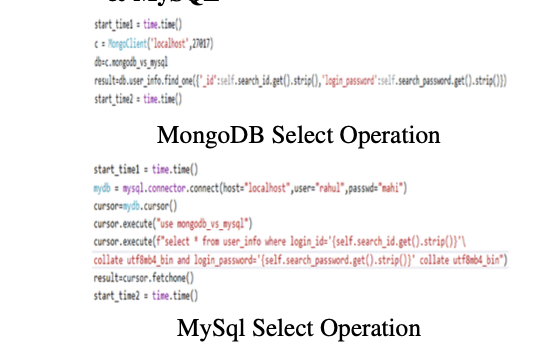 & MySQL
start_time1 = time.time()
c = MongoClient('localhost',27017)
db=c.mongodb_vs_mysql
result=db.user_info.find_one({'_id':self.search_id.get().strip(),'login_password':self.search_password.get().strip()})
start_time2 = time.time()
MongoDB Select Operation
start_time1 = time.time()
mydb = mysql.connector.connect(host="localhost",user="rahul",passwd="mahi")
cursor=mydb.cursor()
cursor.execute("use mongodb_vs_mysql")
cursor.execute(f"select * from user_info where login_id='{self.search_id.get().strip()}'\
collate utf8mb4_bin and login_password='{self.search_password.get().strip()}' collate utf8mb4_bin")
result=cursor.fetchone()
start_time2 = time.time()
MySql Select Operation